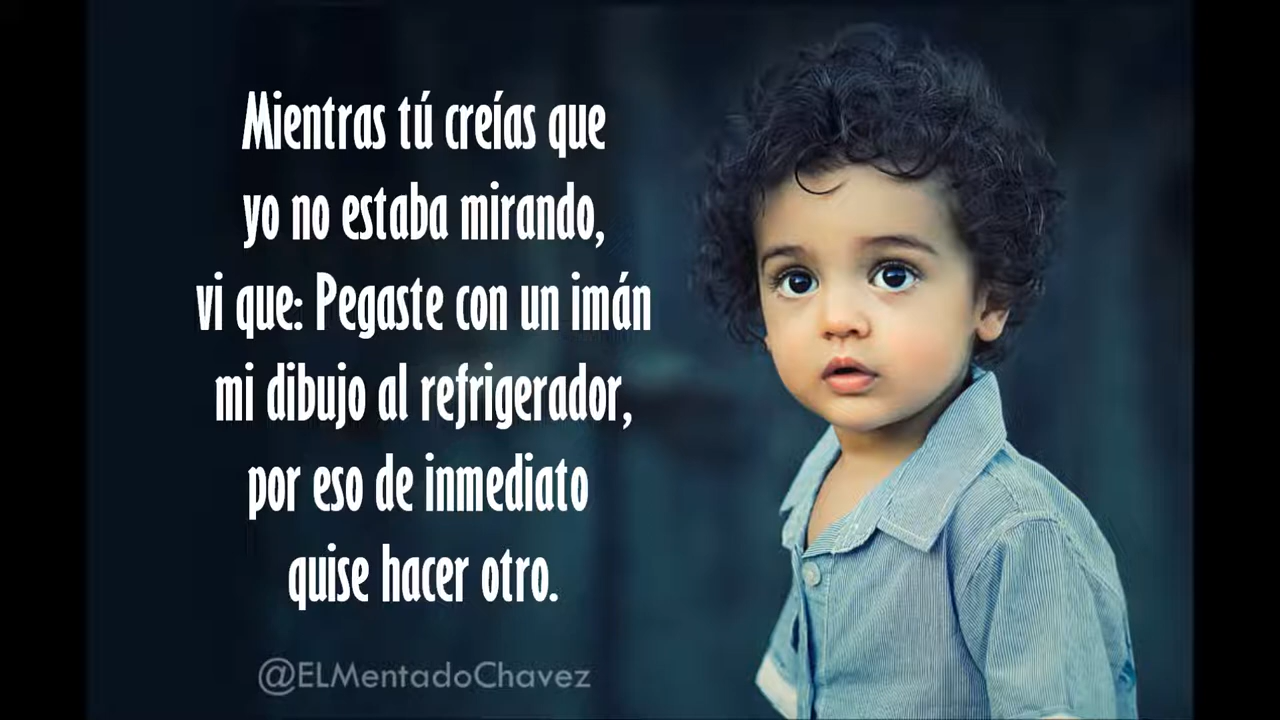 Mientras tú creías que
yo no estaba mirando,
vi que: Pegaste con un imán
mi dibujo al refrigerador,
por eso de inmediato
quise hacer otro.
@ELMentadoChavez